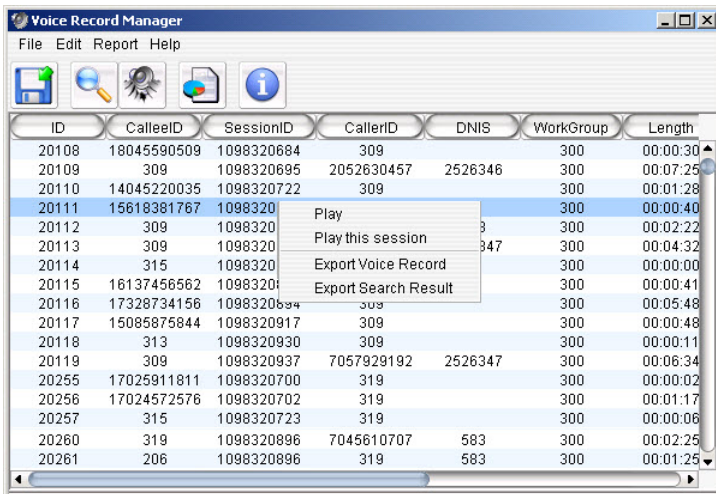 Voice Record Manager
File Edit Report Help
ID CalleeID SessionID CallerID DNIS WorkGroup Length
20108 18045590509 1098320684 309 300 00:00:30
20109 309 1098320695 2052630457 2526346 300 00:07:25
20110 14045220035 1098320722 309 300 00:01:28
20111 15618381767 300 00:00:40
20112 309 300 00:02:22
20113 309 300 00:04:32
20114 315 300 00:00:00
20115 16137456562 300 00:00:41
20116 17328734156 1098320894 309 300 00:05:48
20117 15085875844 1098320917 309 300 00:00:48
20118 313 1098320930 309 300 00:00:11
20119 309 1098320937 7057929192 2526347 300 00:06:34
20255 17025911811 1098320700 319 300 00:00:02
20256 17024572576 1098320702 319 300 00:01:17
20257 315 1098320723 319 300 00:00:06
20260 319 1098320896 7045610707 583 300 00:02:25
20261 206 1098320896 319 583 300 00:01:25
Play
Play this session
Export Voice Record
Export Search Result